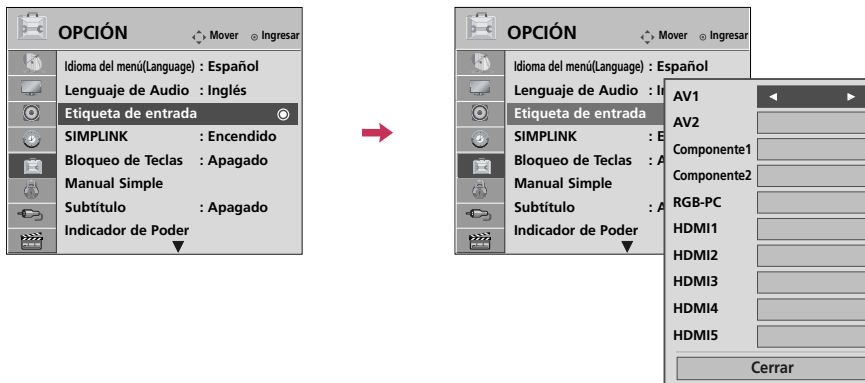 OPCIÓN Mover Ingresar
Idioma del menú(Language) : Español
Lenguaje de Audio : Inglés
Etiqueta de entrada
SIMPLINK : Encendido
Bloqueo de Teclas : Apagado
Manual Simple
Subtítulo : Apagado
Indicador de Poder
OPCIÓN Mover Ingresar
Idioma del menú(Language) : Español
Lenguaje de Audio : I
Etiqueta de entrada
SIMPLINK : E
Bloqueo de Teclas : A
Manual Simple
Subtítulo : A
Indicador de Poder
AV1
AV2
Componente1
Componente2
RGB-PC
HDMI1
HDMI2
HDMI3
HDMI4
HDMI5
Cerrar